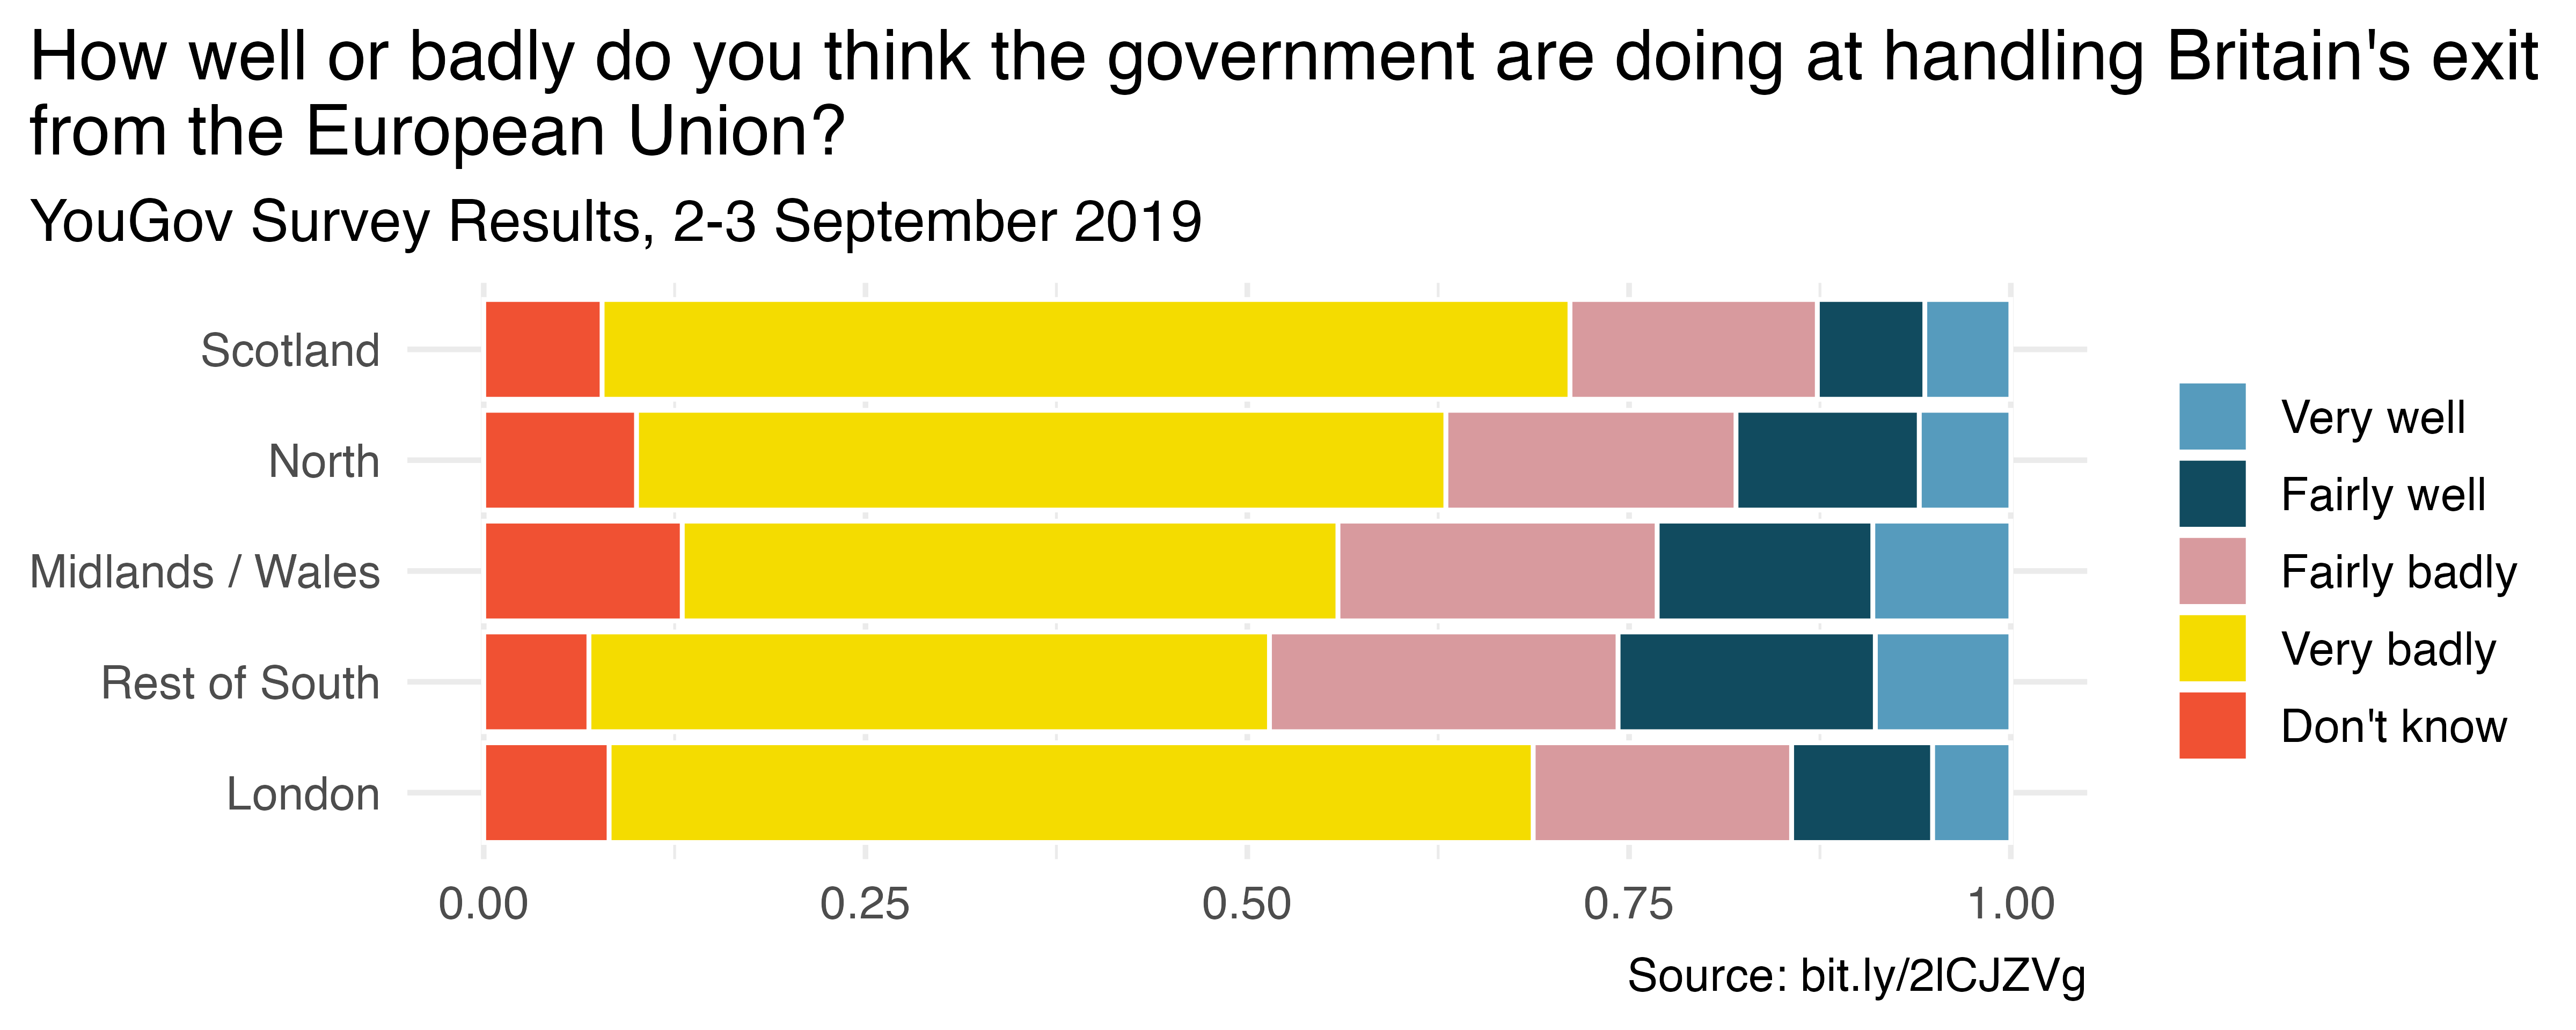 How well or badly do you think the government are doing at handling Britain's exit
from the European Union?
YouGov Survey Results, 2-3 September 2019
Scotland
North
Midlands / Wales
Rest of South
London
0.00 0.25 0.50 0.75 1.00
Very well
Fairly well
Fairly badly
Very badly
Don't know
Source: bit.ly/2lCJZVg